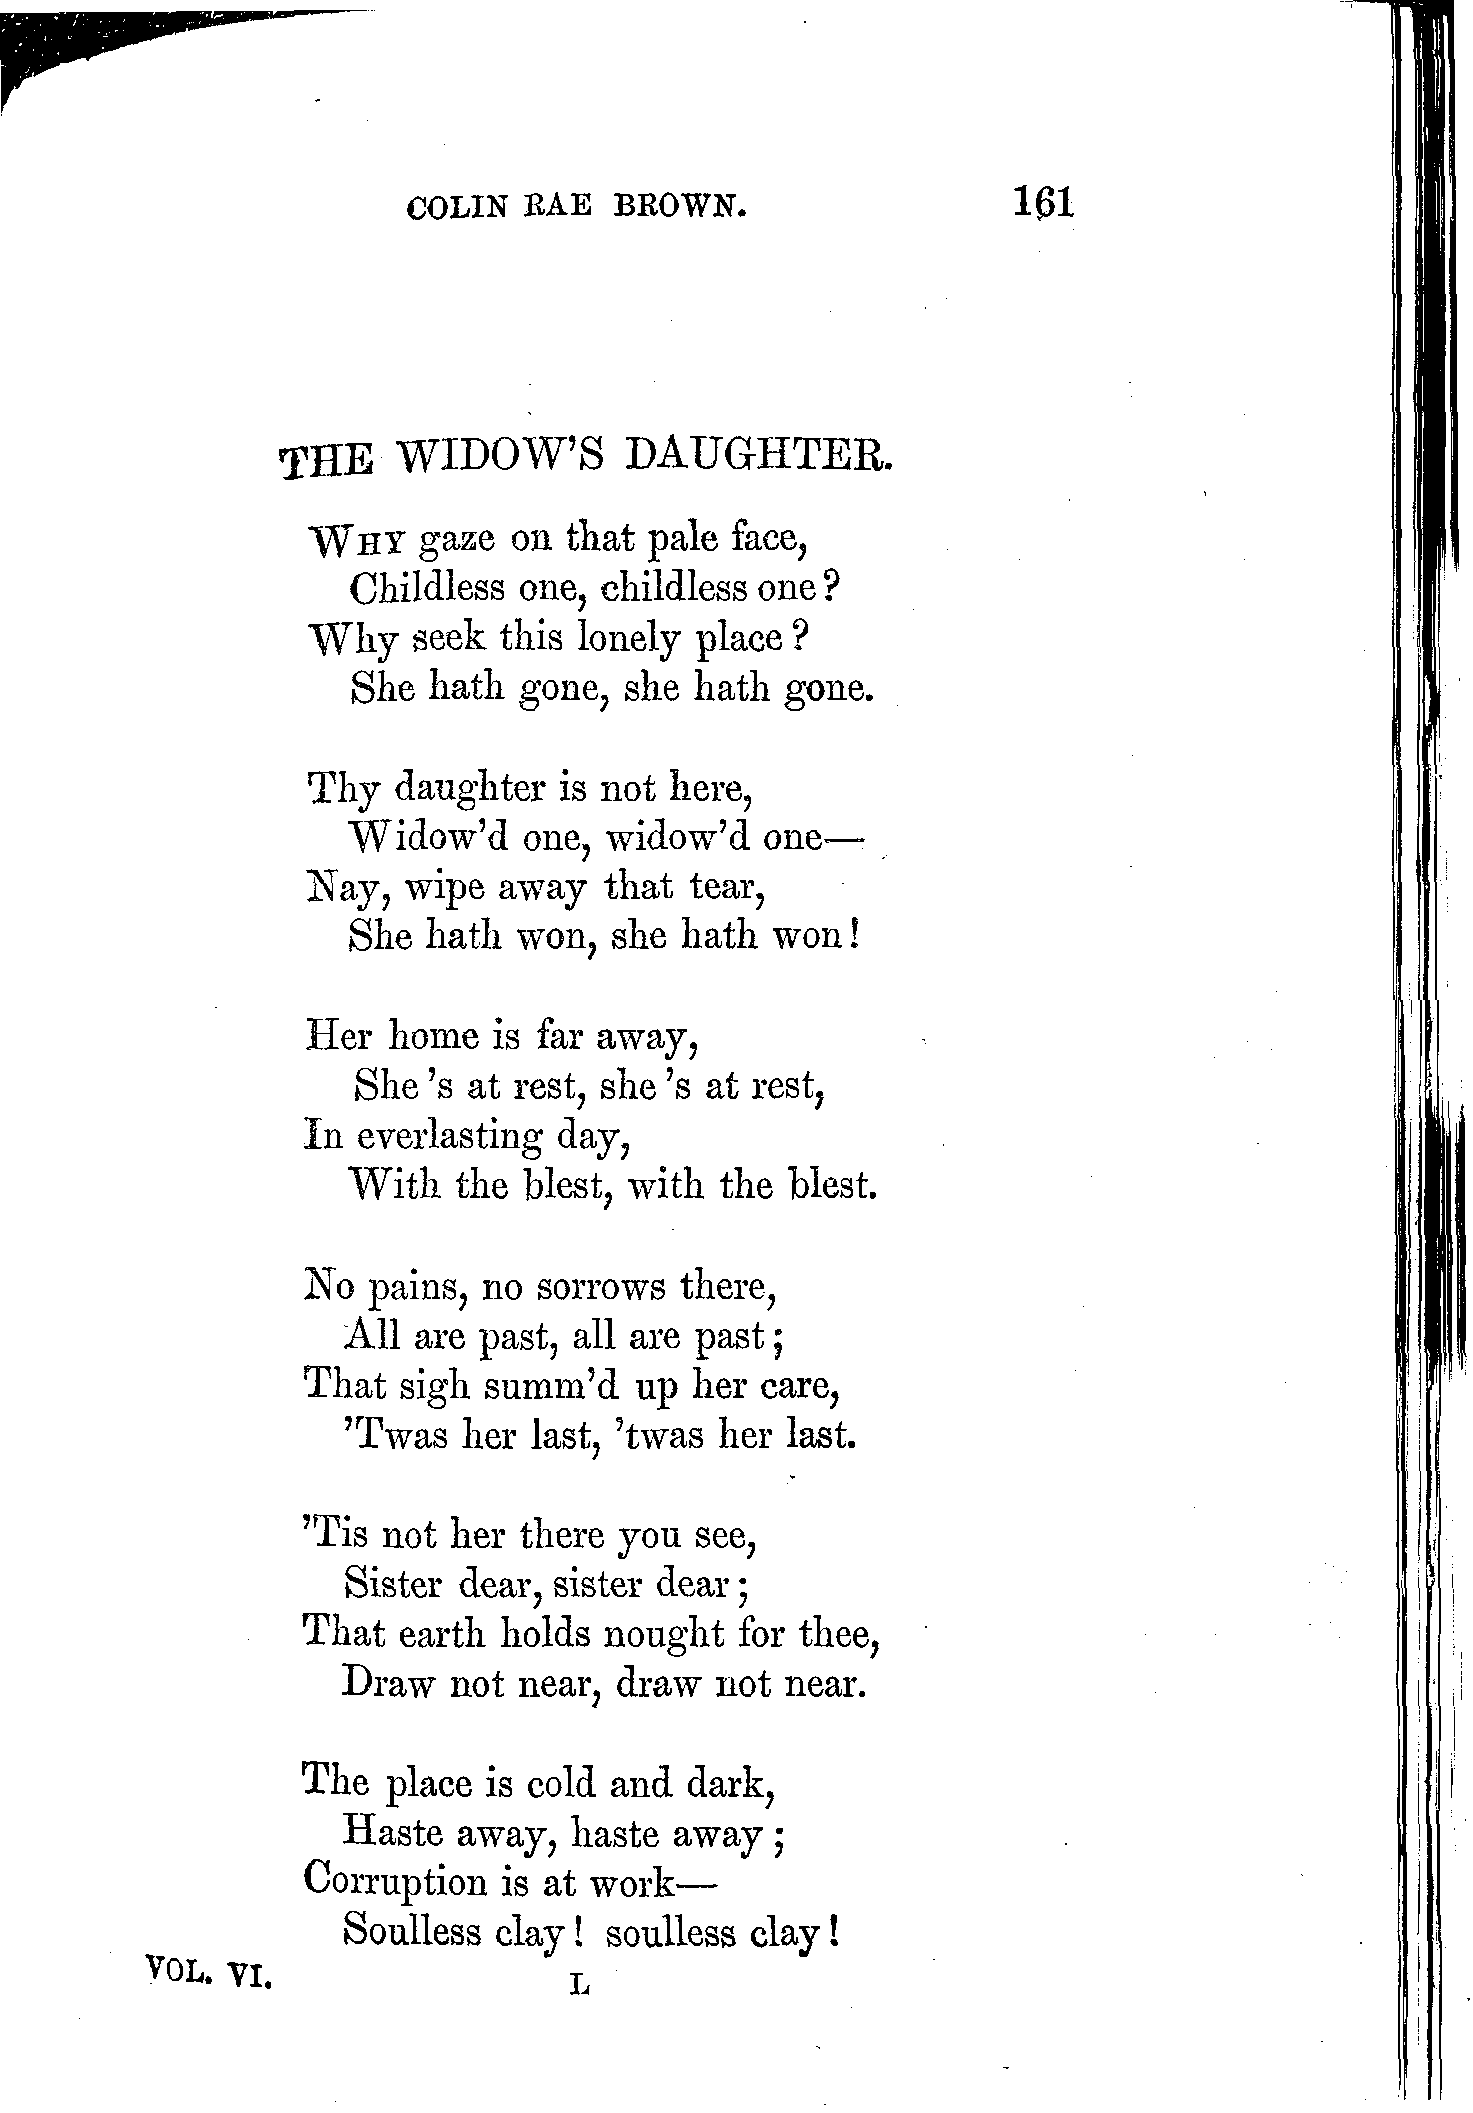 COLIN RAE BROWN. 161
THE WIDOW'S DAUGHTER.
WHY gaze on that pale face,
Childless one, childless one?
Why seek this lonely place?
She hath gone, she hath gone.
Thy daughter is not here,
Widow'd one, widow'd one—
Nay, wipe away that tear,
She hath won, she hath won!
Her home is far away,
She 's at rest, she 's at rest,
In everlasting day,
With the blest, with the blest.
No pains, no sorrows there,
All are past, all are past;
That sigh summ'd up her care,
'Twas her last, 'twas her last.
'Tis not her there you see,
Sister dear, sister dear;
That earth holds nought for thee,
Draw not near, draw not near.
The place is cold and dark,
Haste away, haste away;
Corruption is at work—
Soulless clay! soulless clay!
VOL. VI. L